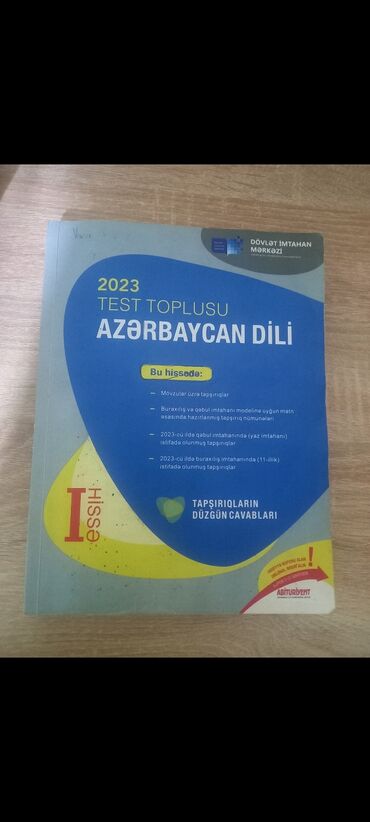 DÖVLƏT İMTAHAN
MƏRKƏZİ
2023
TEST TOPLUSU
AZƏRBAYCAN DİLİ
Bu hissədə:
— Mövzular üzrə tapşırıqlar
— Buraxılış və qəbul imtahanı modelinə uyğun mətn
əsasında hazırlanmış tapşırıq nümunələri
— 2023-cü ildə qəbul imtahanında (yaz imtahanı)
istifadə olunmuş tapşırıqlar
— 2023-cü ildə buraxılış imtahanında (11-illik)
istifadə olunmuş tapşırıqlar
I HİSSƏ
TAPŞIRIQLARIN
DÜZGÜN CAVABLARI
!
ABİTURİYENT